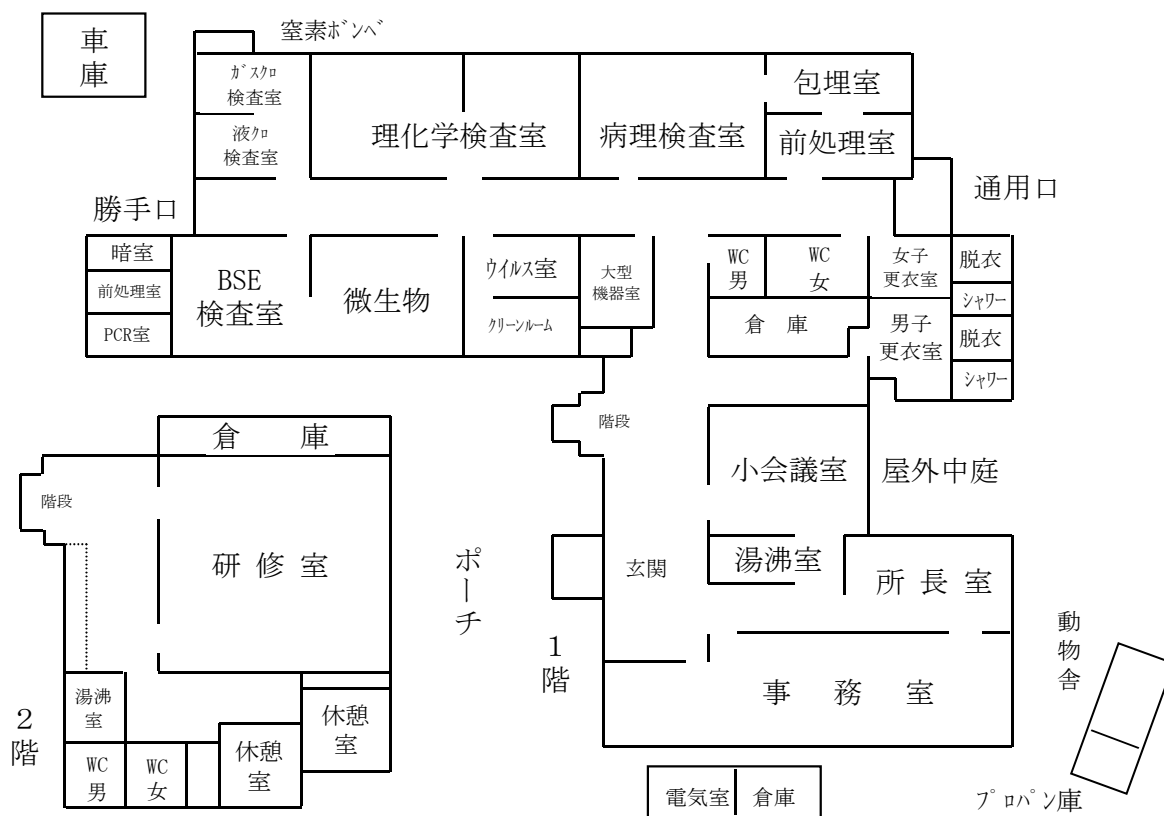 車
庫
窒素ﾎﾞﾝﾍﾞ
ｶﾞｽｸﾛ
検査室
液ｸﾛ
検査室
理化学検査室
病理検査室
包埋室
前処理室
通用口
勝手口
暗室
前処理室
PCR室
BSE
検査室
微生物
ｳｲﾙｽ室
ｸﾘｰﾝﾙｰﾑ
大型
機器室
WC
男
WC
女
倉 庫
女子
更衣室
男子
更衣室
脱衣
ｼｬﾜｰ
脱衣
ｼｬﾜｰ
階段
小会議室
屋外中庭
玄関
湯沸室
所 長 室
事 務 室
ポーチ
1
階
倉 庫
階段
研 修 室
湯沸
室
WC
男
WC
女
休憩
室
休憩
室
2
階
電気室
倉庫
動
物
舎
ﾌﾟﾛﾊﾟﾝ庫